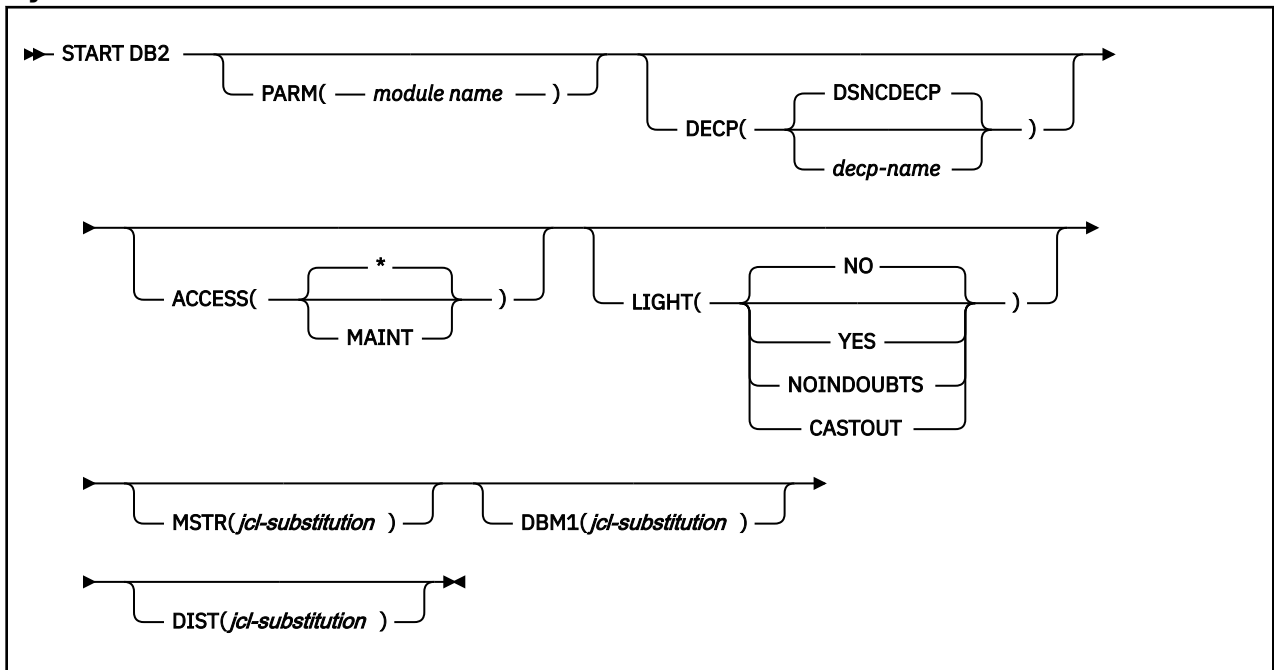 START DB2
PARM( module name )
DECP( DSNCDECP
decp-name )
ACCESS( *
MAINT )
LIGHT( NO
YES
NOINDOUBTS
CASTOUT )
MSTR(jcl-substitution )
DBM1(jcl-substitution )
DIST(jcl-substitution )